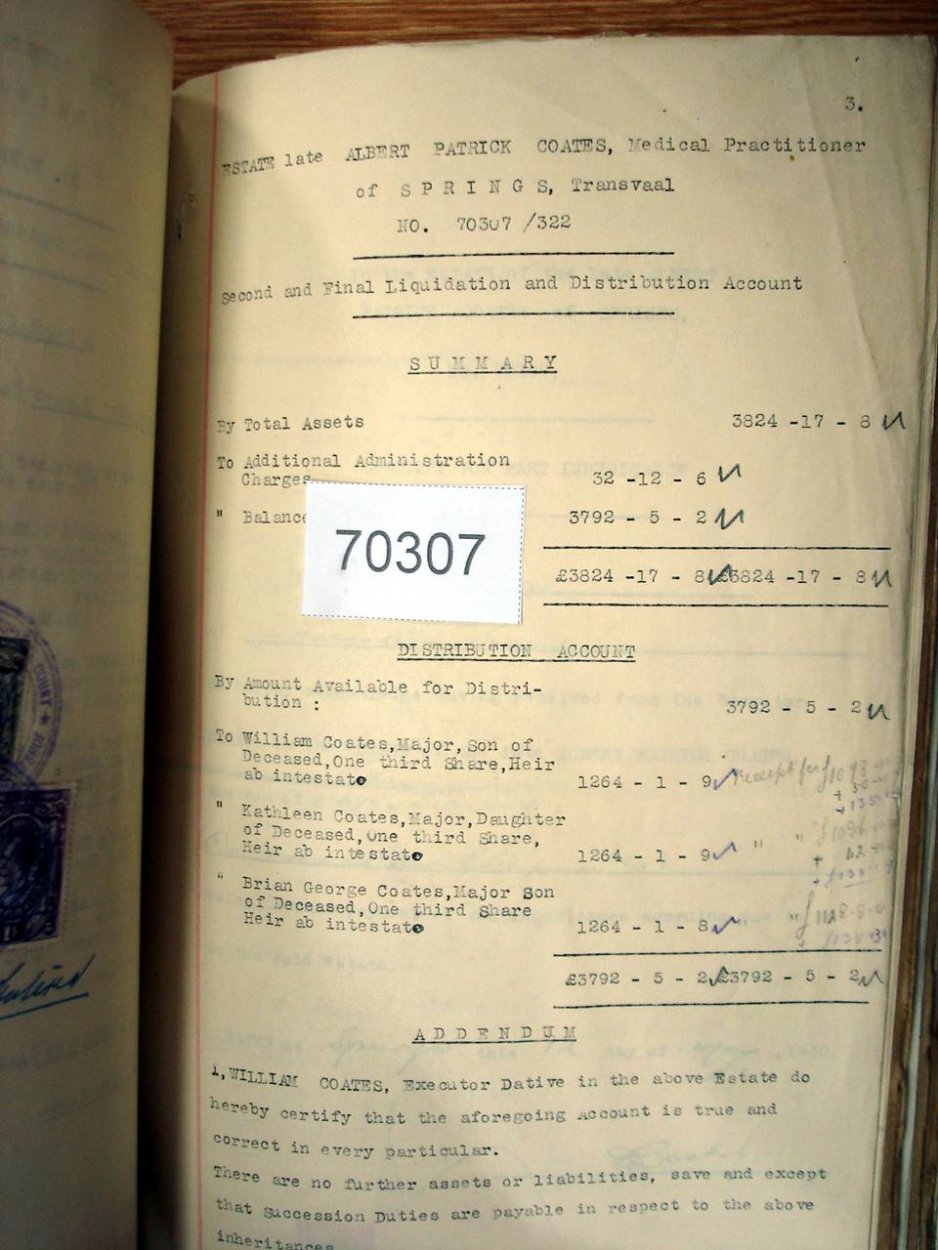 3.
ESTATE late ALBERT PATRICK COATES, Medical Practitioner
of S P R I N G S, Transvaal
NO. 70307 /322
Second and Final Liquidation and Distribution Account
S U M M A R Y
By Total Assets 3824 -17 - 8
To Additional Administration
Charges 32 -12 - 6
" Balance 3792 - 5 - 2
70307
£3824 -17 - 8 £3824 -17 - 8
DISTRIBUTION ACCOUNT
By Amount Available for Distri-
bution : 3792 - 5 - 2
To William Coates,Major,Son of
Deceased,One third Share,Heir
ab intestato 1264 - 1 - 9 Receipt for
" Kathleen Coates,Major,Daughter
of Deceased,One third Share,
Heir ab intestato 1264 - 1 - 9 " "
" Brian George Coates,Major Son
of Deceased,One third Share
Heir ab intestato 1264 - 1 - 8 "
£3792 - 5 - 2 £3792 - 5 - 2
A D D E N D U M
I,WILLIAM COATES, Executor Dative in the above Estate do
hereby certify that the aforegoing Account is true and
correct in every particular.
There are no further assets or liabilities, save and except
that Succession Duties are payable in respect to the above
inheritances